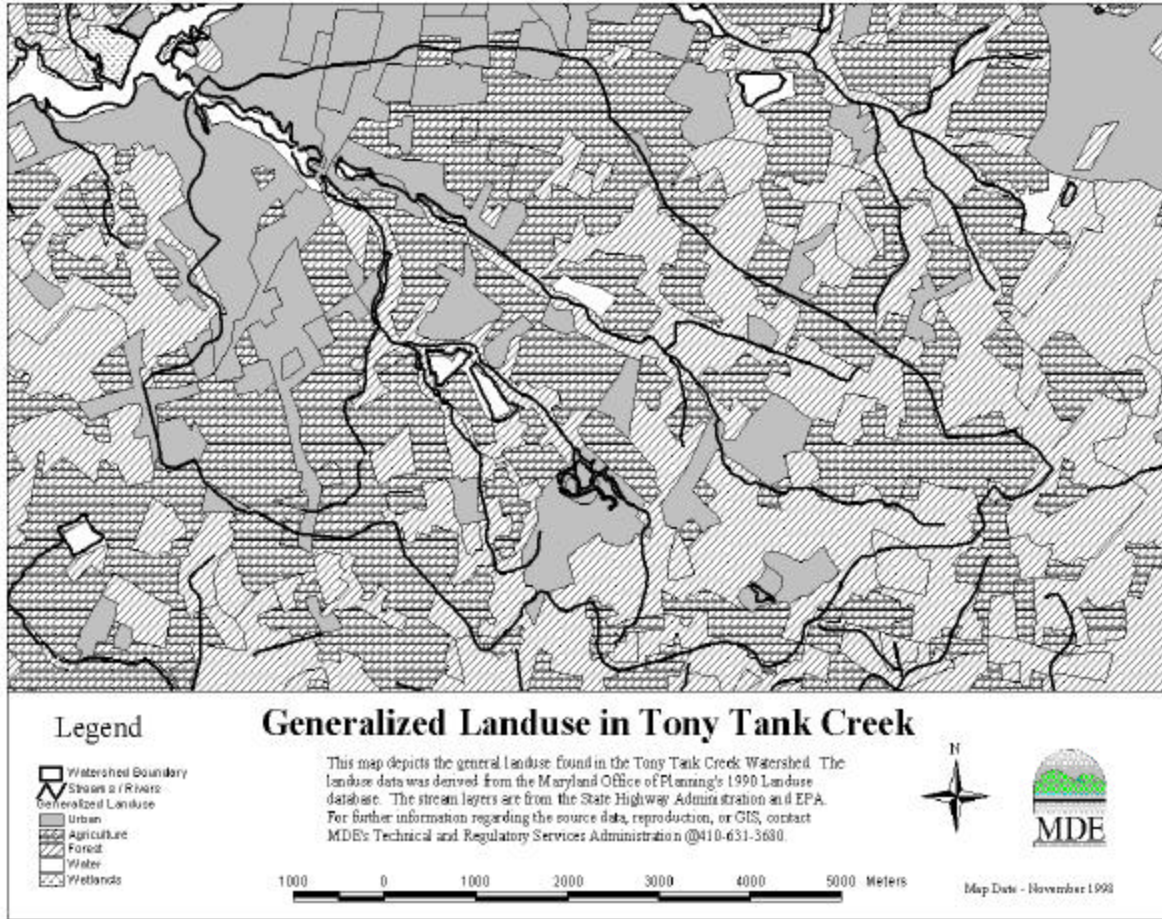 Legend
Watershed Boundary
Streams / Rivers
Generalized Landuse
Urban
Agriculture
Forest
Water
Wetlands
Generalized Landuse in Tony Tank Creek
This map depicts the general landuse found in the Tony Tank Creek Watershed. The
landuse data was derived from the Maryland Office of Planning's 1990 Landuse
database. The stream layers are from the State Highway Administration and EPA.
For further information regarding the source data, reproduction, or GIS, contact
MDE's Technical and Regulatory Services Administration @410-631-3680.
N
MDE
1000 0 1000 2000 3000 4000 5000 Meters
Map Date - November 1998